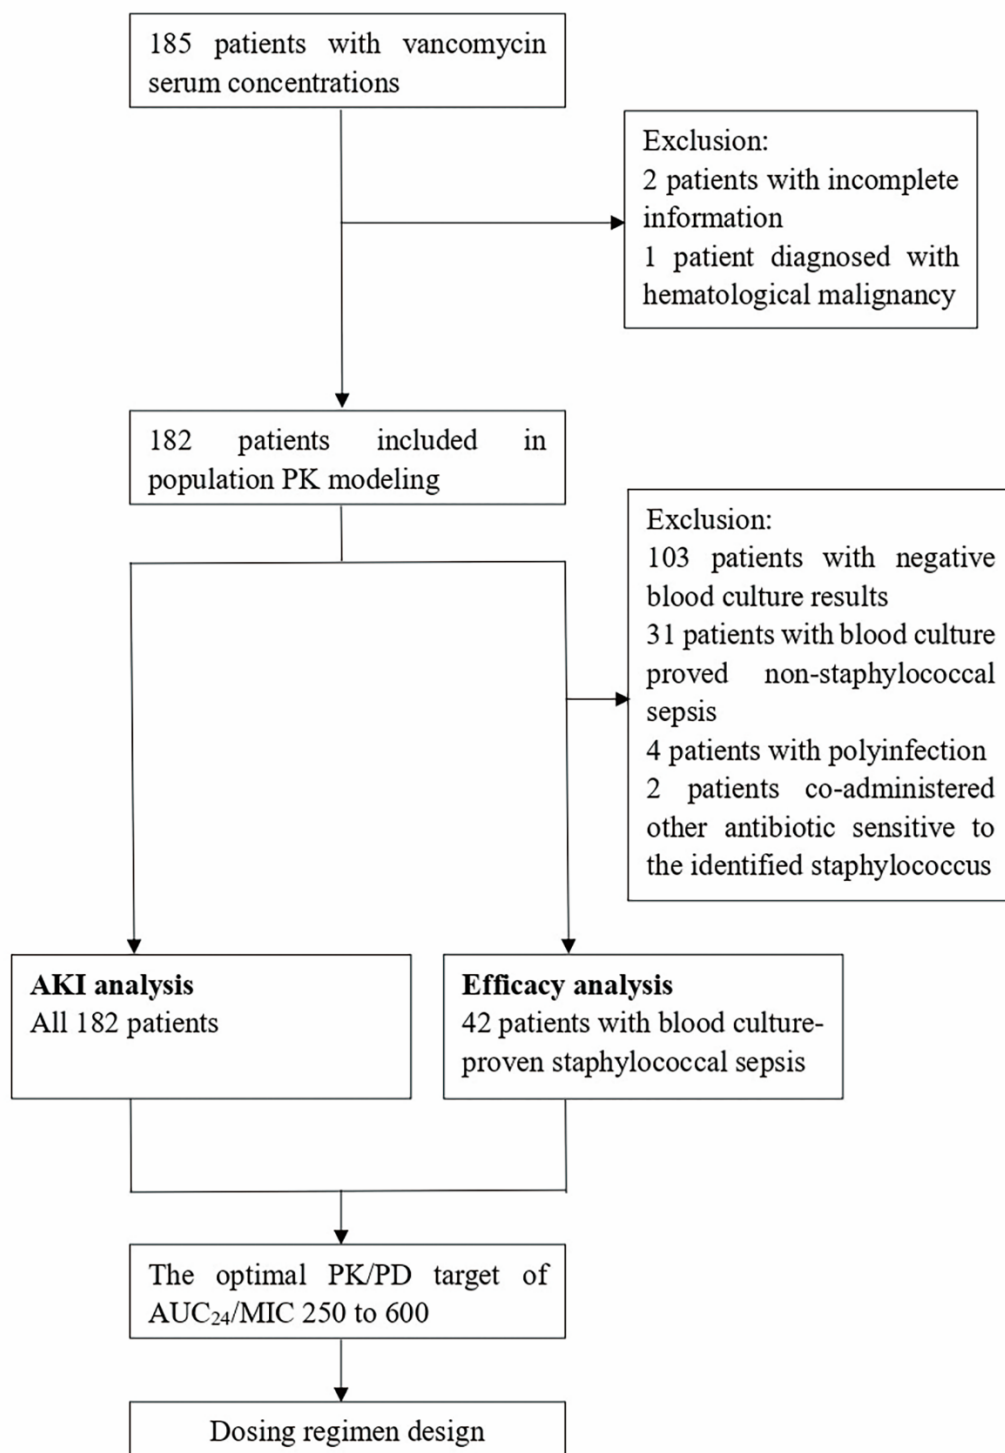 185 patients with vancomycin
serum concentrations
Exclusion:
2 patients with incomplete
information
1 patient diagnosed with
hematological malignancy
182 patients included in
population PK modeling
Exclusion:
103 patients with negative
blood culture results
31 patients with blood culture
proved non-staphylococcal
sepsis
4 patients with polyinfection
2 patients co-administered
other antibiotic sensitive to
the identified staphylococcus
AKI analysis
All 182 patients
Efficacy analysis
42 patients with blood culture-
proven staphylococcal sepsis
The optimal PK/PD target of
AUC₂₄/MIC 250 to 600
Dosing regimen design